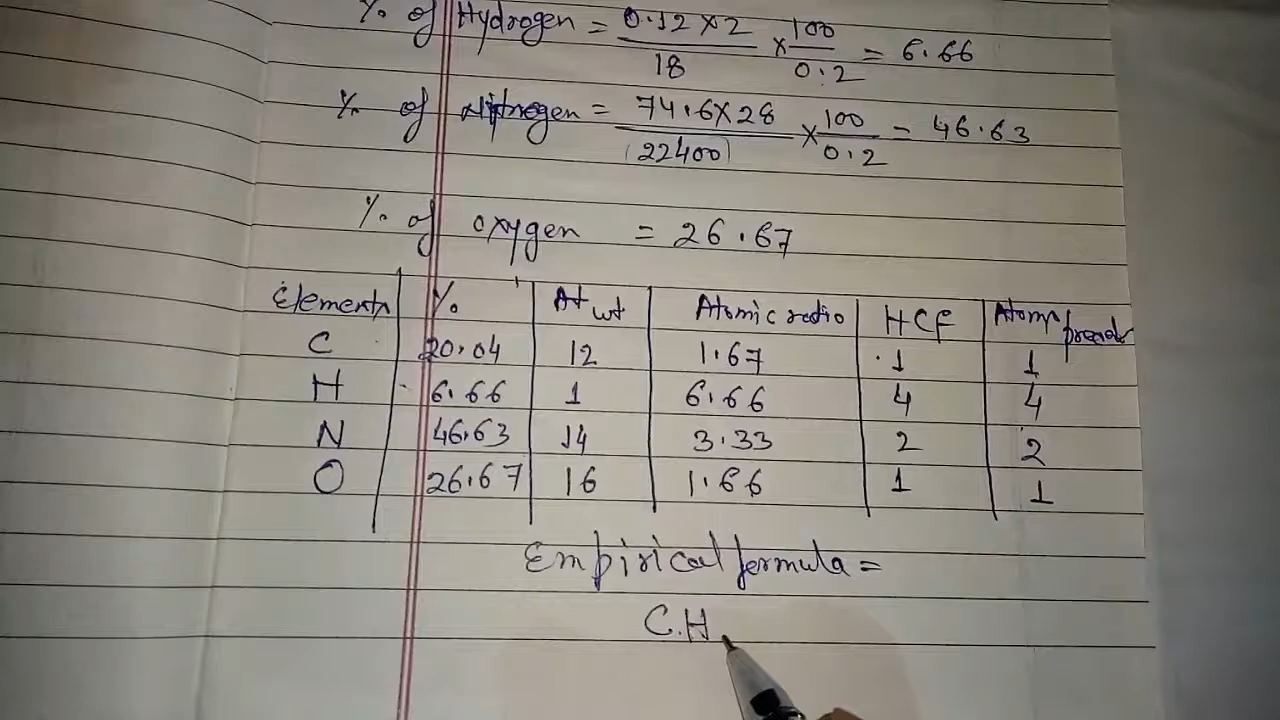 % of Hydrogen = 0.12 x 2 / 18 x 100 / 0.2 = 6.66
% of Nitrogen = 74.6 x 28 / 22400 x 100 / 0.2 = 46.63
% of oxygen = 26.67
Elements % At wt Atomic ratio HCF Atoms
C 20.04 12 1.67 1 1
H 6.66 1 6.66 4 4
N 46.63 14 3.33 2 2
O 26.67 16 1.66 1 1
Empirical formula =
C.H